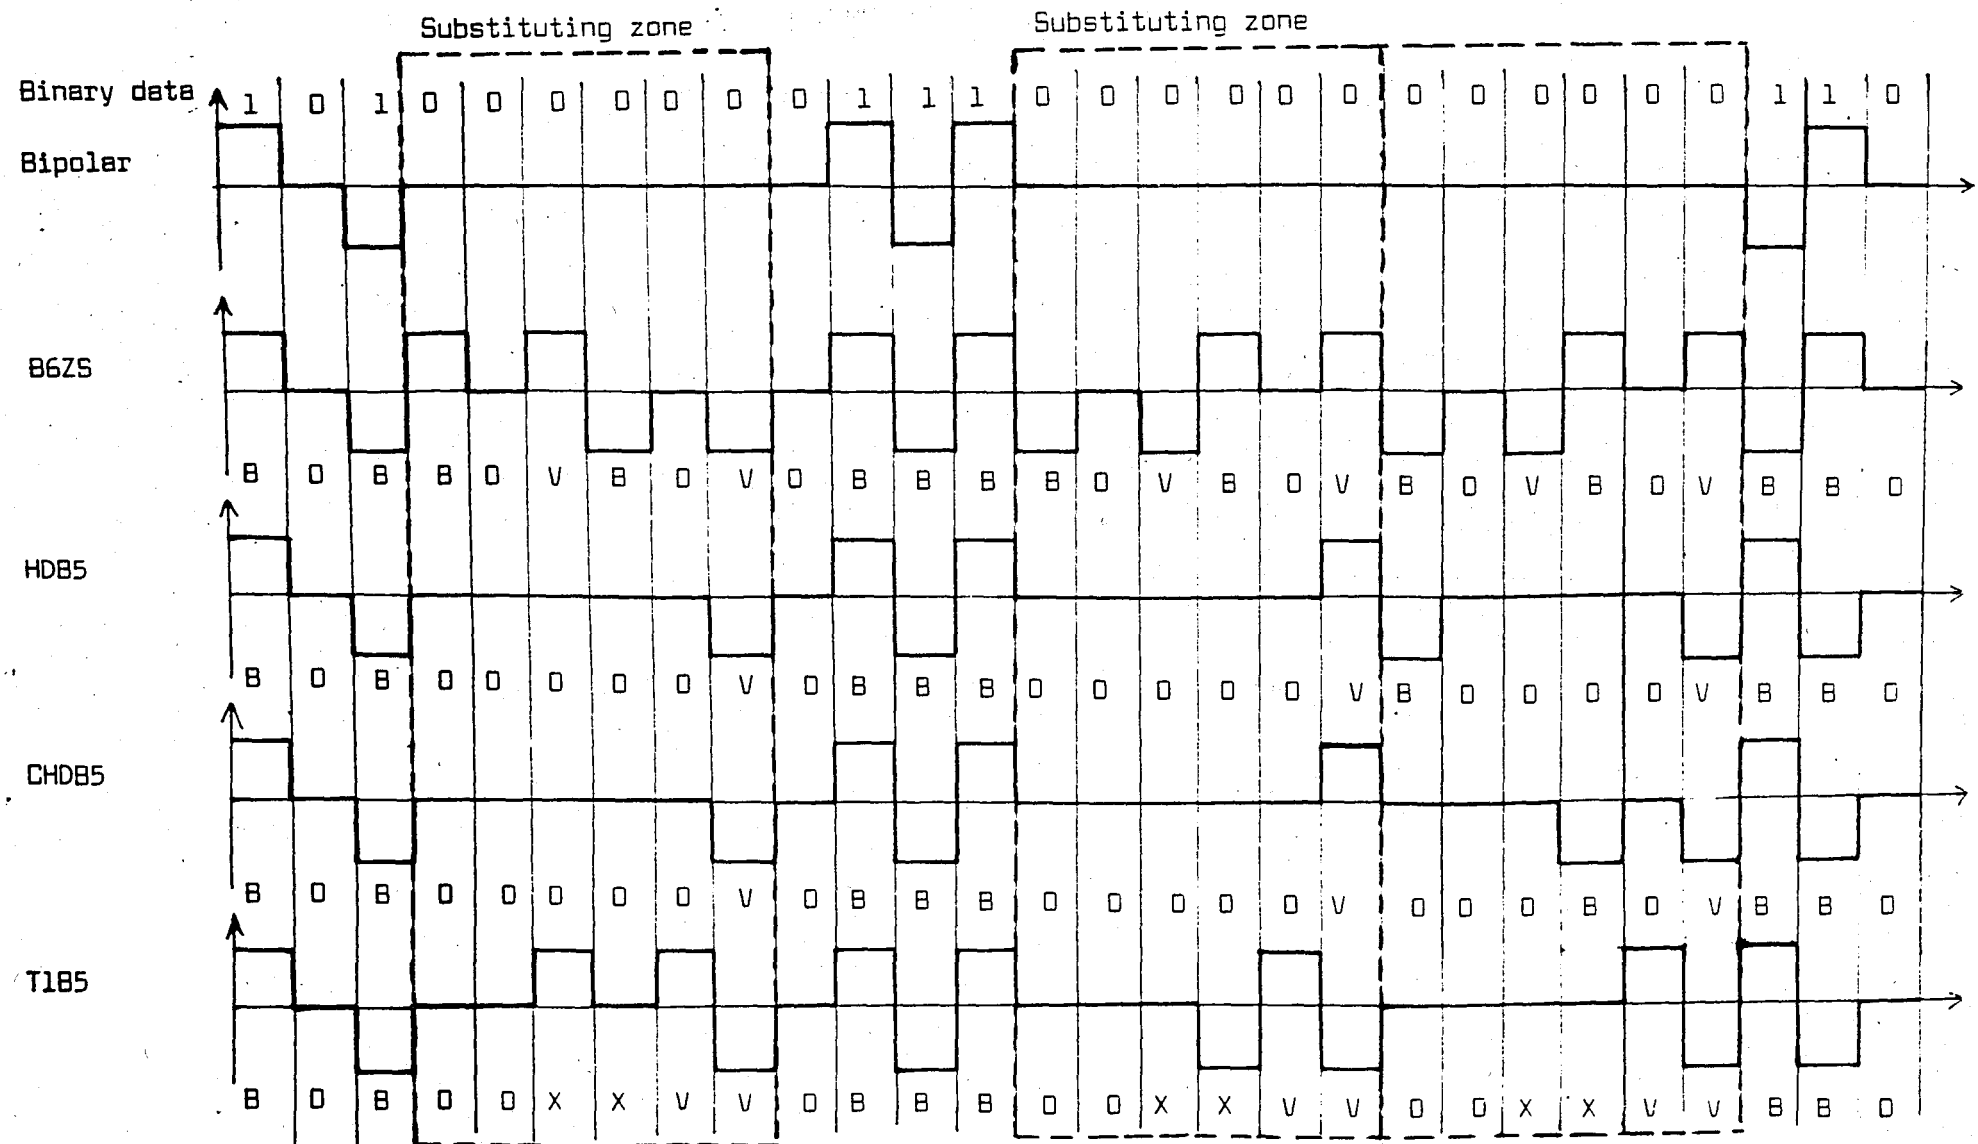 Substituting zone Substituting zone
Binary data 1 0 1 0 0 0 0 0 0 0 1 1 1 0 0 0 0 0 0 0 0 0 0 0 0 1 1 0
Bipolar
B6ZS
B 0 B B 0 V B 0 V 0 B B B B 0 V B 0 V B 0 V B 0 V B B 0
HDB5
B 0 B 0 0 0 0 0 V 0 B B B 0 0 0 0 0 V B 0 0 0 0 V B B 0
CHDB5
B 0 B 0 0 0 0 0 V 0 B B B 0 0 0 0 0 V 0 0 0 B 0 V B B 0
T1B5
B 0 B 0 0 X X V V 0 B B B 0 0 X X V V 0 0 X X V V B B 0